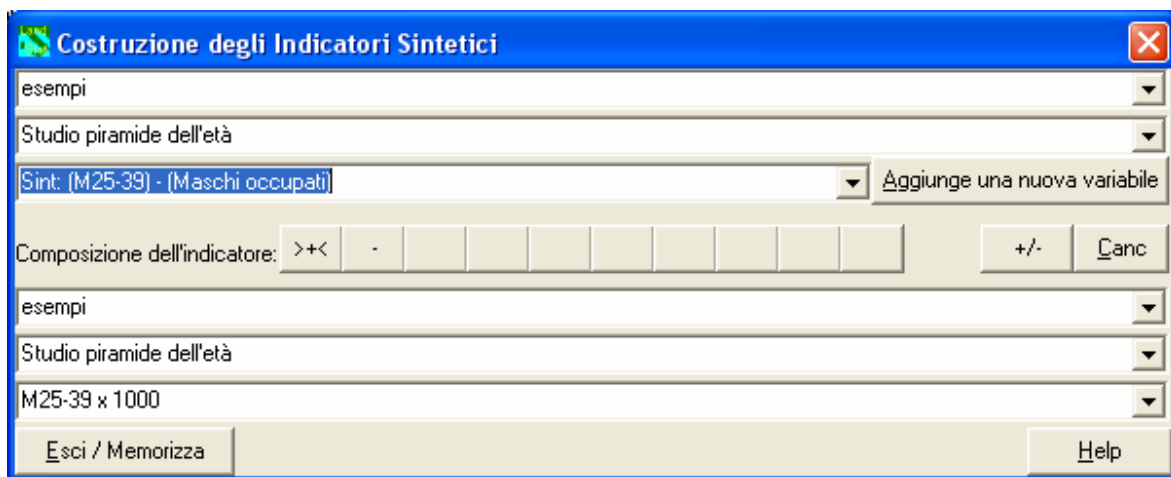 Costruzione degli Indicatori Sintetici
esempi
Studio piramide dell'età
Sint: (M25-39) - (Maschi occupati) Aggiunge una nuova variabile
Composizione dell'indicatore: >+< - +/- Canc
esempi
Studio piramide dell'età
M25-39 x 1000
Esci / Memorizza Help